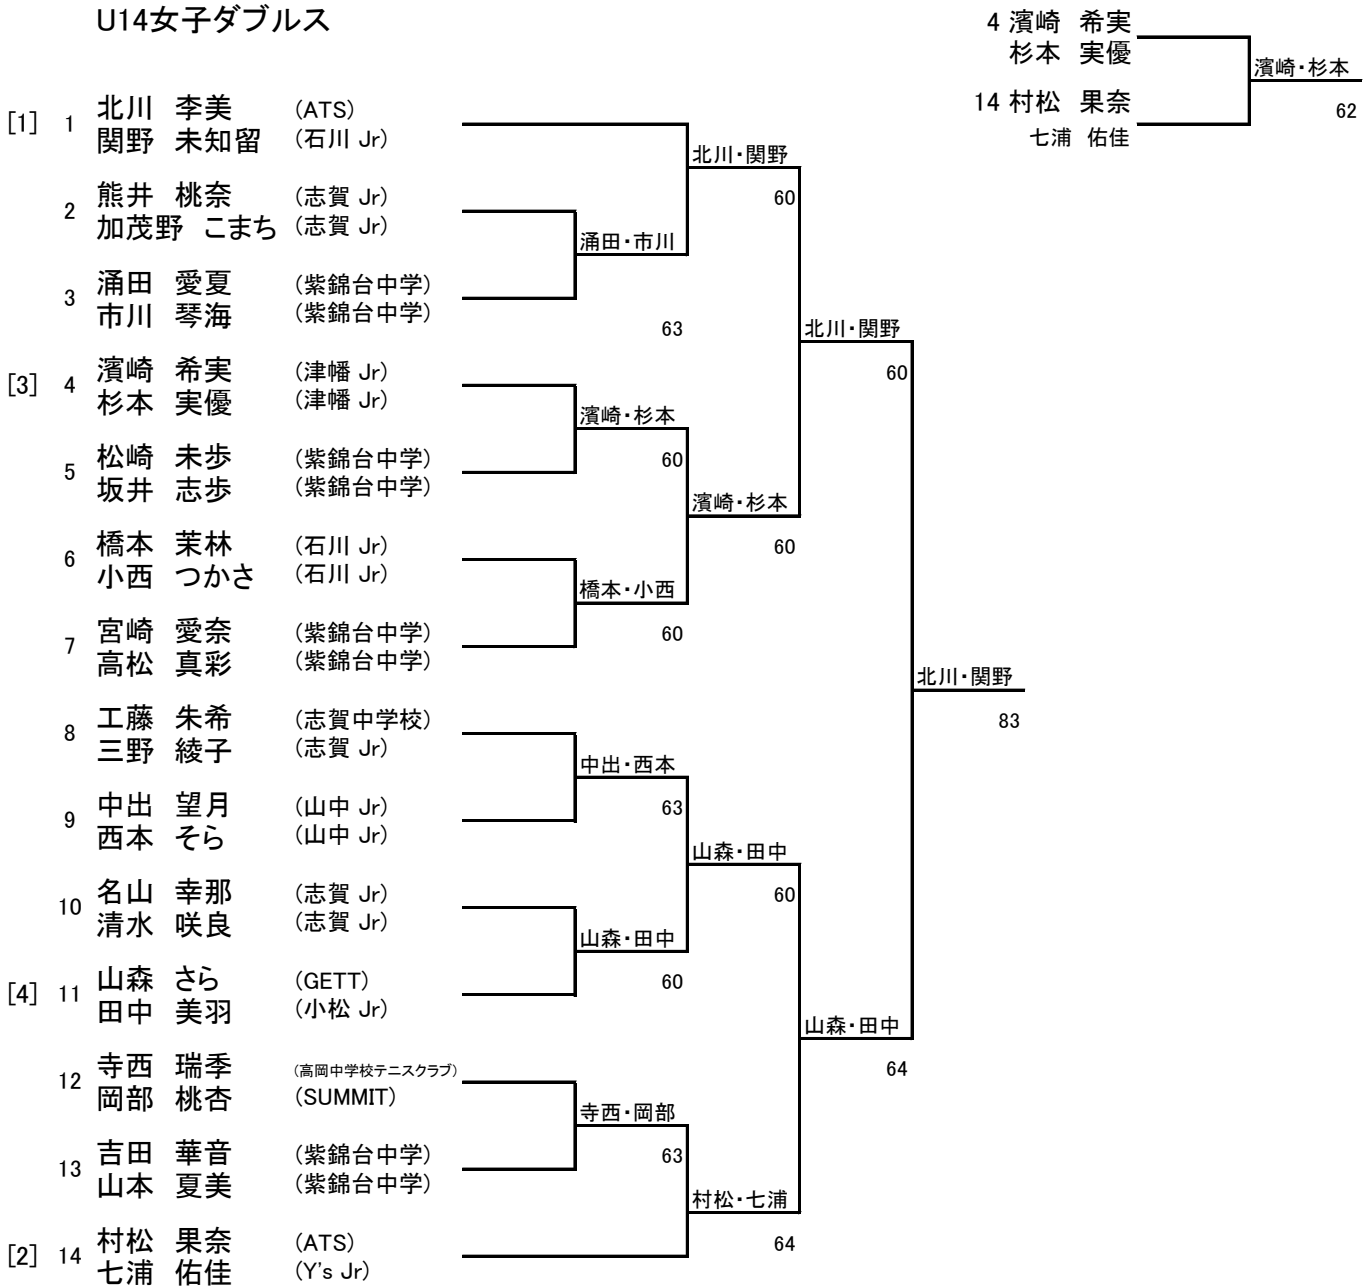 U14女子ダブルス
4 濱崎 希実
杉本 実優
濱崎・杉本
62
14 村松 果奈
七浦 佑佳
[1] 1 北川 李美 (ATS)
関野 未知留 (石川 Jr)
北川・関野
60
2 熊井 桃奈 (志賀 Jr)
加茂野 こまち (志賀 Jr)
涌田・市川
63
3 涌田 愛夏 (紫錦台中学)
市川 琴海 (紫錦台中学)
北川・関野
60
[3] 4 濱崎 希実 (津幡 Jr)
杉本 実優 (津幡 Jr)
濱崎・杉本
60
5 松崎 未歩 (紫錦台中学)
坂井 志歩 (紫錦台中学)
濱崎・杉本
60
6 橋本 茉林 (石川 Jr)
小西 つかさ (石川 Jr)
橋本・小西
60
7 宮崎 愛奈 (紫錦台中学)
高松 真彩 (紫錦台中学)
北川・関野
83
8 工藤 朱希 (志賀中学校)
三野 綾子 (志賀 Jr)
中出・西本
63
9 中出 望月 (山中 Jr)
西本 そら (山中 Jr)
山森・田中
60
10 名山 幸那 (志賀 Jr)
清水 咲良 (志賀 Jr)
山森・田中
60
[4] 11 山森 さら (GETT)
田中 美羽 (小松 Jr)
山森・田中
64
12 寺西 瑞季 (高岡中学校テニスクラブ)
岡部 桃杏 (SUMMIT)
寺西・岡部
63
13 吉田 華音 (紫錦台中学)
山本 夏美 (紫錦台中学)
村松・七浦
64
[2] 14 村松 果奈 (ATS)
七浦 佑佳 (Y's Jr)